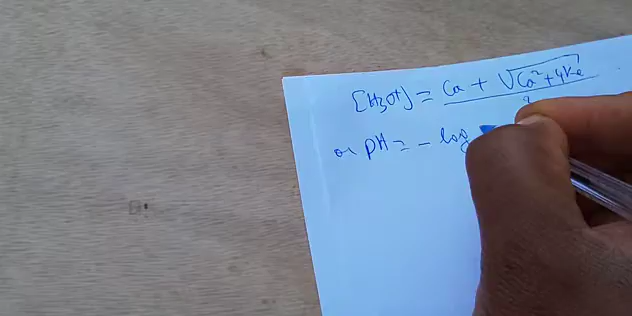 [H3O+] = Ca + √Ca² + 4Ke
or pH = - log